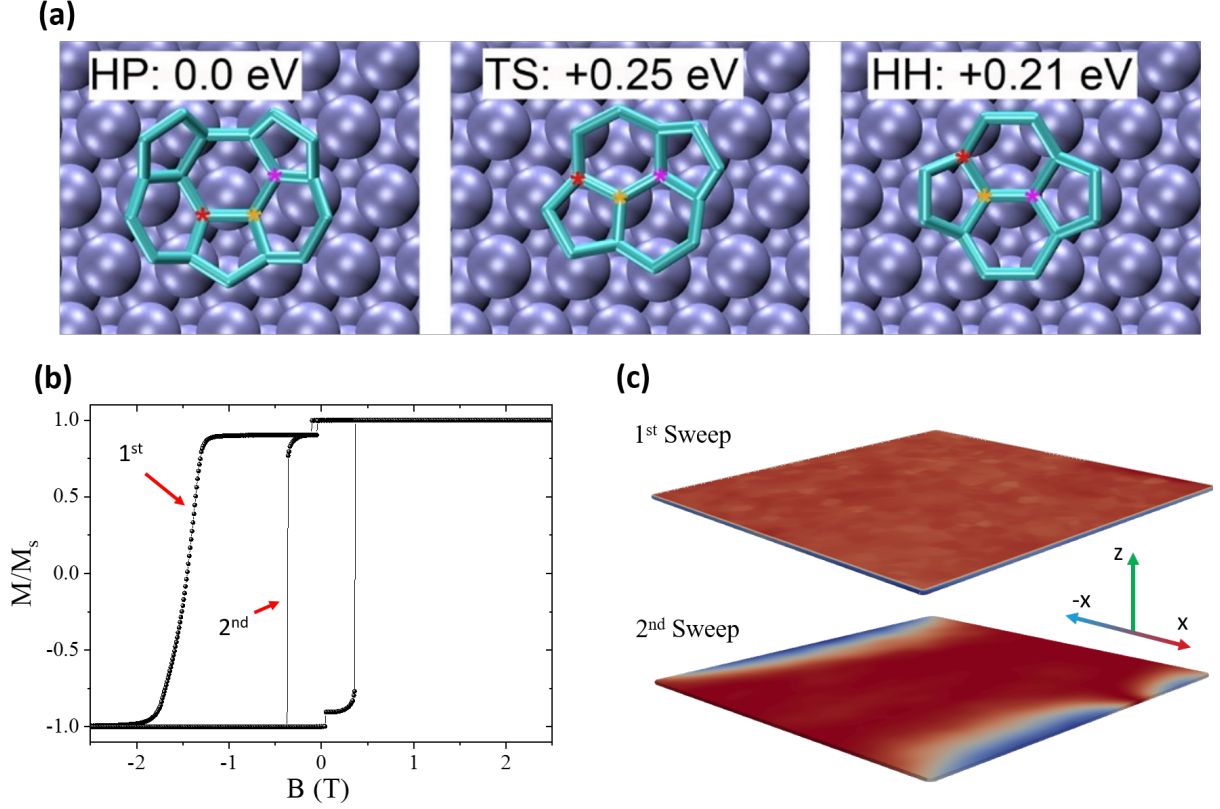 (a)
HP: 0.0 eV
TS: +0.25 eV
HH: +0.21 eV
(b)
1.0
0.5
0.0
-0.5
-1.0
M/Ms
1st
2nd
-2
-1
0
1
2
B (T)
(c)
1st Sweep
2nd Sweep
z
-x
x